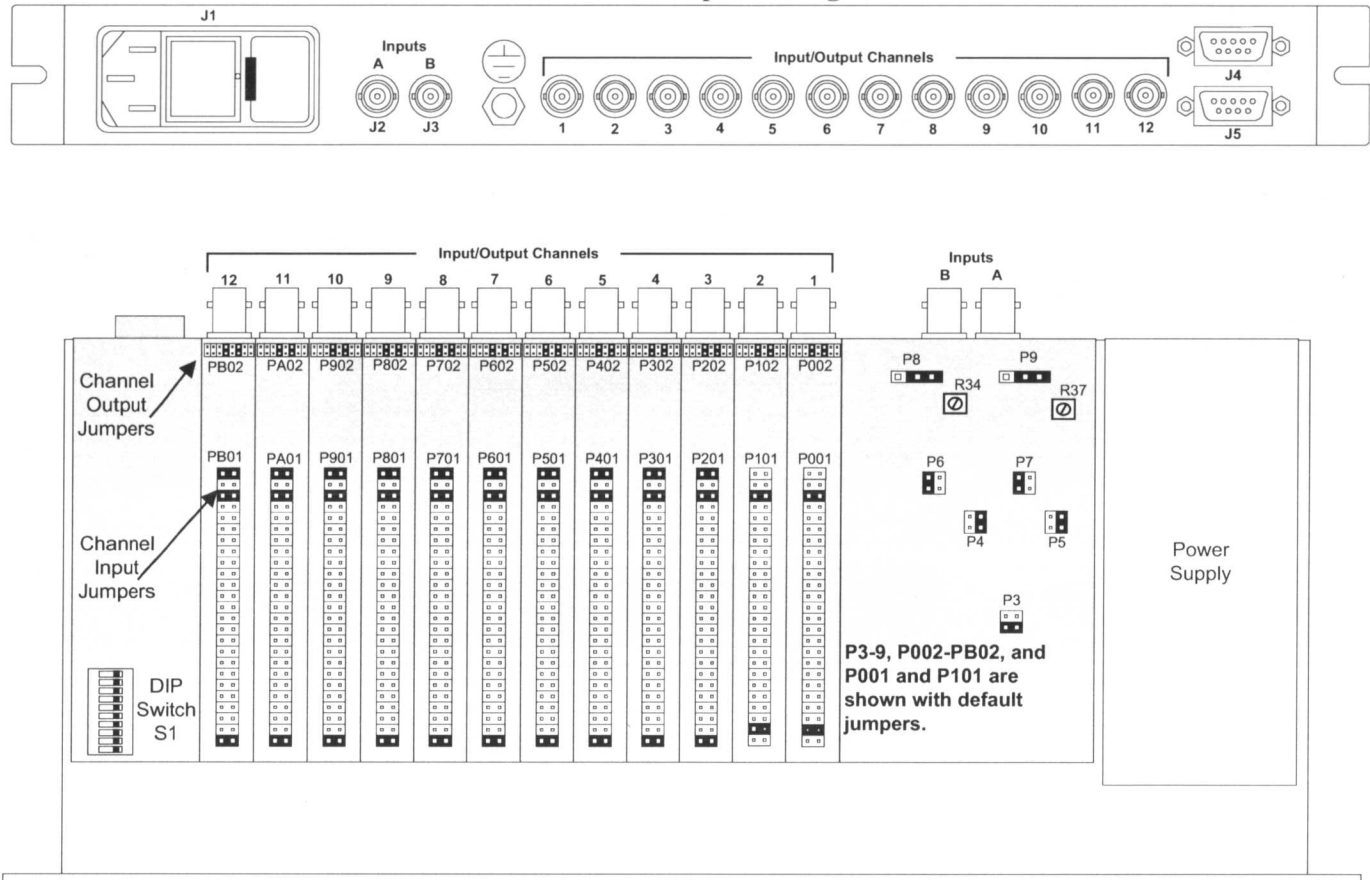 J1
Inputs
A B
J2 J3
Input/Output Channels
1 2 3 4 5 6 7 8 9 10 11 12
J4
J5
Input/Output Channels
12 11 10 9 8 7 6 5 4 3 2 1
Inputs
B A
PB02 PA02 P902 P802 P702 P602 P502 P402 P302 P202 P102 P002
P8 P9
R34 R37
Channel
Output
Jumpers
PB01 PA01 P901 P801 P701 P601 P501 P401 P301 P201 P101 P001
P6 P7
P4 P5
Channel
Input
Jumpers
Power
Supply
P3
P3-9, P002-PB02, and
P001 and P101 are
shown with default
jumpers.
DIP
Switch
S1